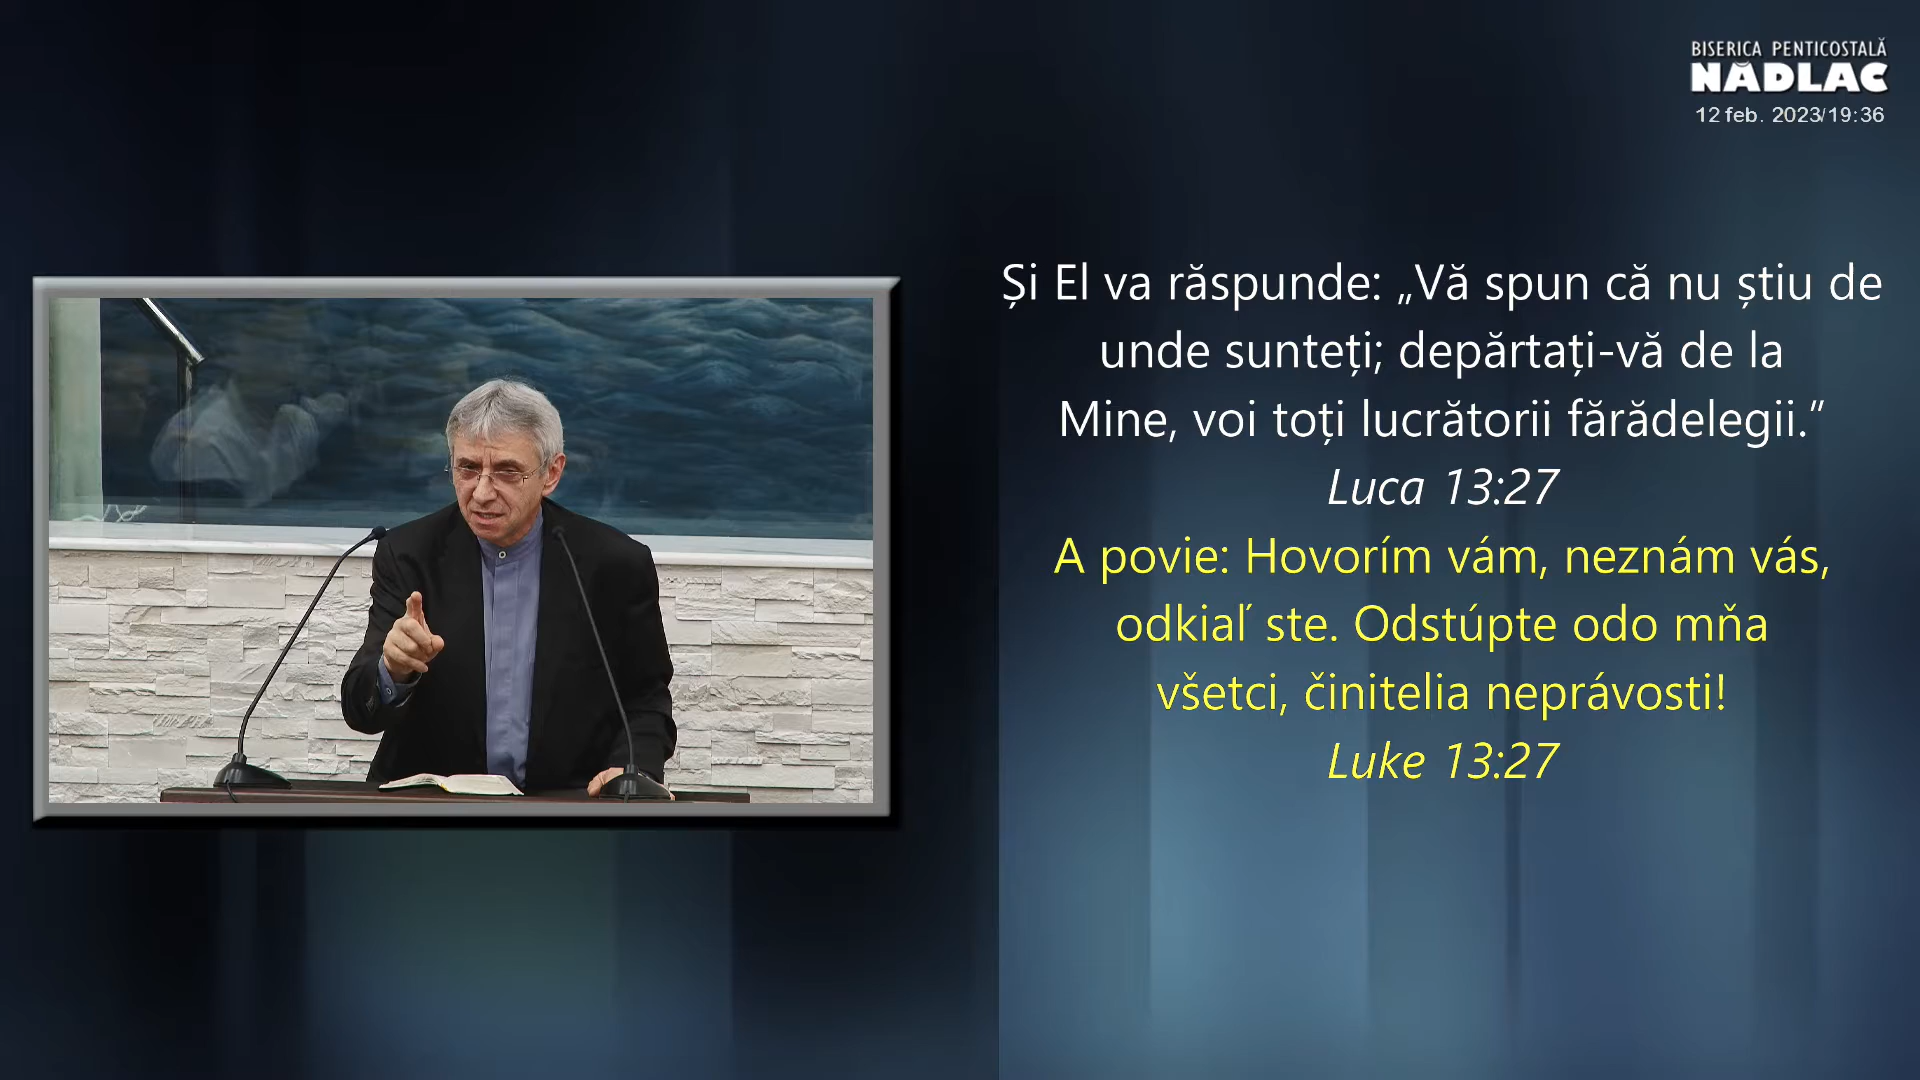 BISERICA PENTICOSTALĂ
NĂDLAC
12 feb. 2023/19:36
Și El va răspunde: „Vă spun că nu știu de
unde sunteți; depărtați-vă de la
Mine, voi toți lucrătorii fărădelegii.”
Luca 13:27
A povie: Hovorím vám, neznám vás,
odkiaľ ste. Odstúpte odo mňa
všetci, činitelia neprávosti!
Luke 13:27